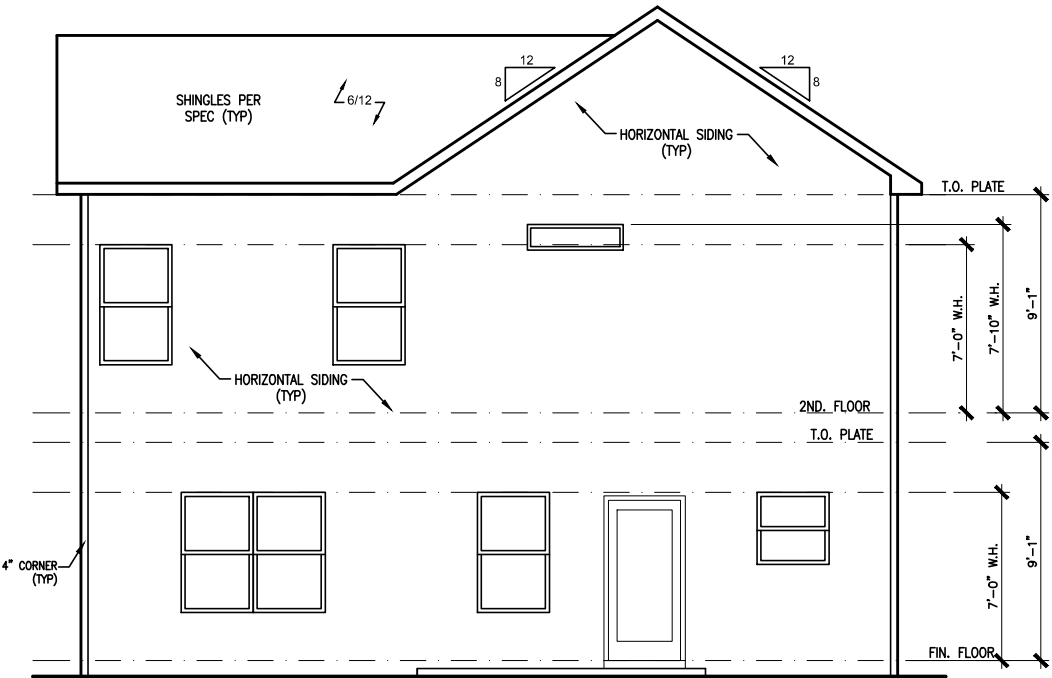 12
8
12
8
SHINGLES PER
SPEC (TYP)
6/12
HORIZONTAL SIDING
(TYP)
T.O. PLATE
7'-0" W.H.
7'-10" W.H.
9'-1"
HORIZONTAL SIDING
(TYP)
2ND. FLOOR
T.O. PLATE
4" CORNER
(TYP)
7'-0" W.H.
9'-1"
FIN. FLOOR